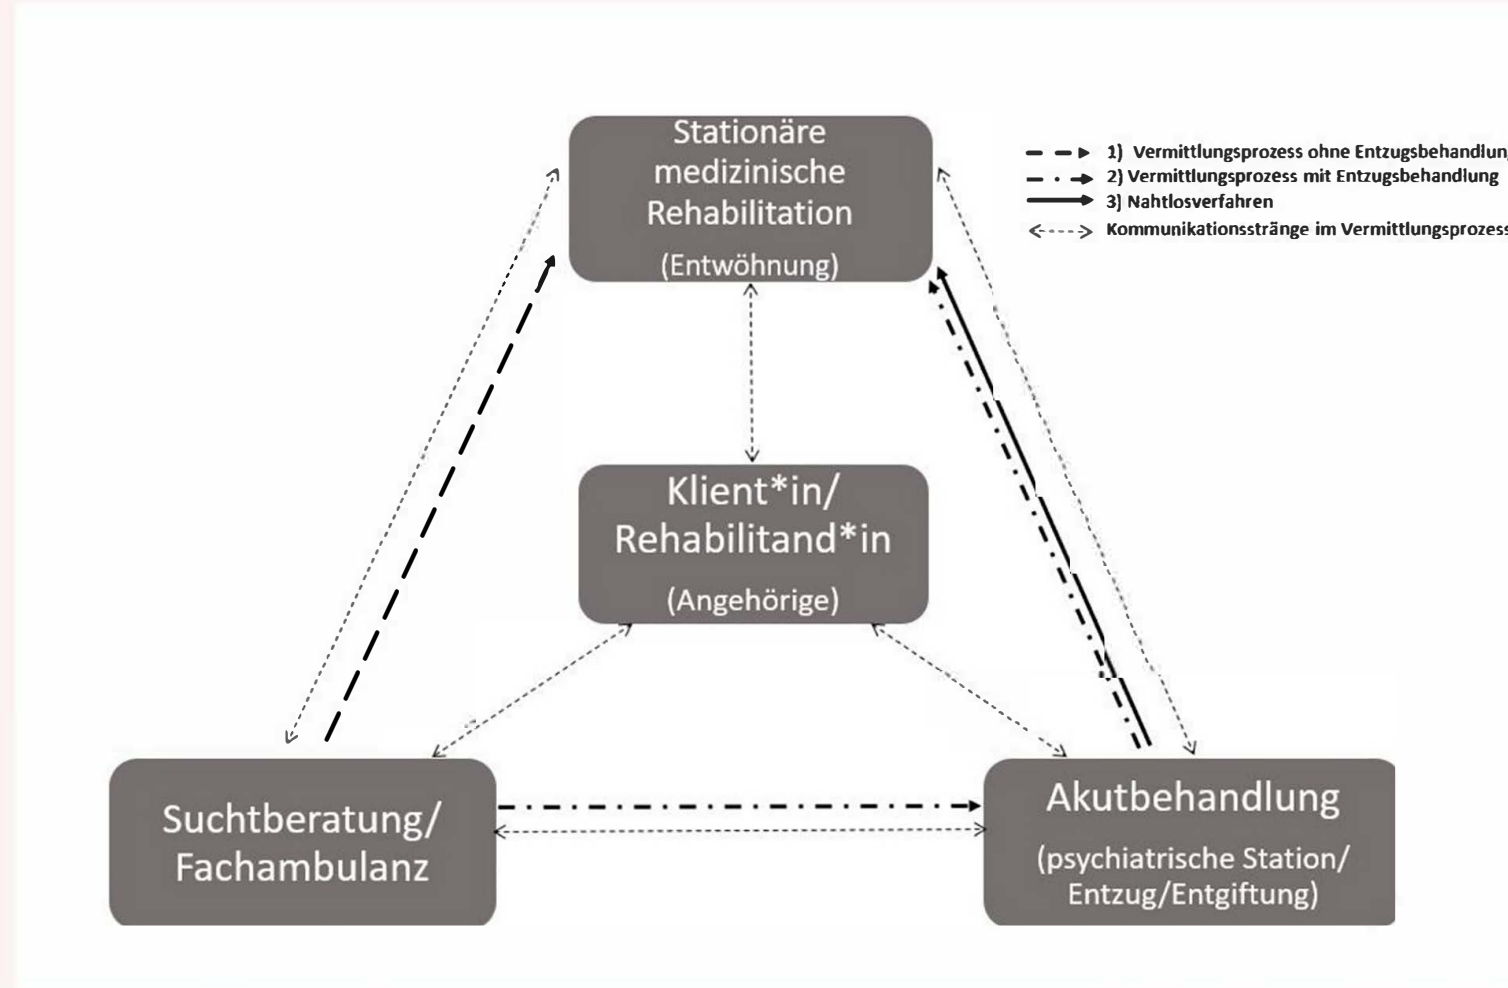 Stationäre
medizinische
Rehabilitation
(Entwöhnung)
1) Vermittlungsprozess ohne Entzugsbehandlun
2) Vermittlungsprozess mit Entzugsbehandlung
3) Nahtlosverfahren
Kommunikationsstränge im Vermittlungsprozess
Klient*in/
Rehabilitand*in
(Angehörige)
Suchtberatung/
Fachambulanz
Akutbehandlung
(psychiatrische Station/
Entzug/Entgiftung)